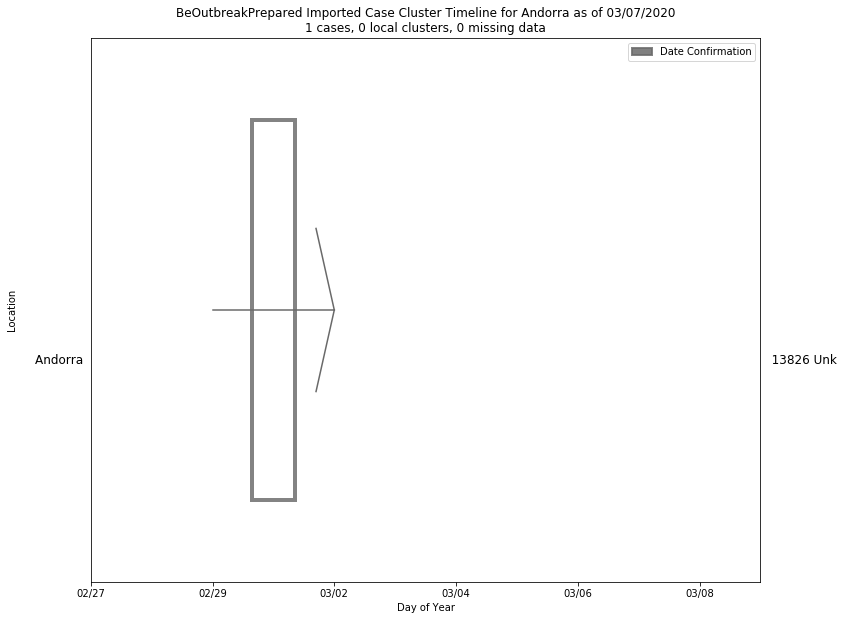 BeOutbreakPrepared Imported Case Cluster Timeline for Andorra as of 03/07/2020
1 cases, 0 local clusters, 0 missing data
Date Confirmation
Location
Andorra
13826 Unk
02/27 02/29 03/02 03/04 03/06 03/08
Day of Year